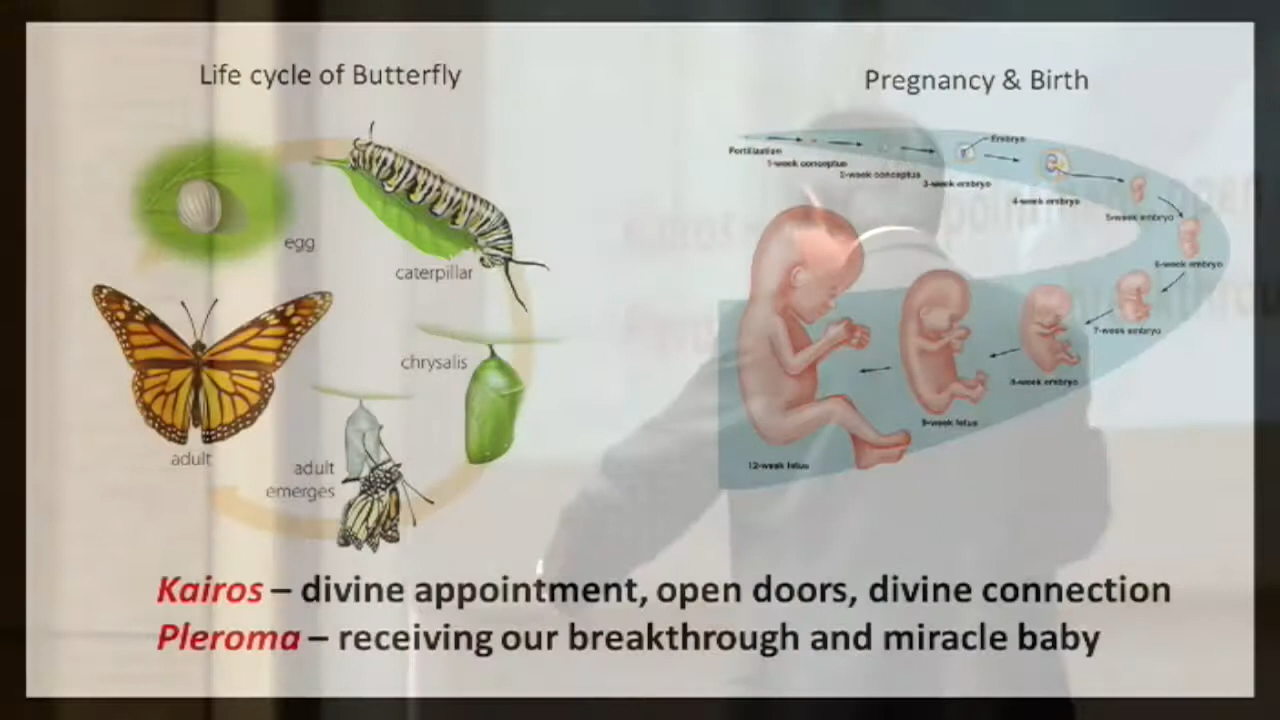 Life cycle of Butterfly
Pregnancy & Birth
egg
caterpillar
chrysalis
adult
emerges
adult
Fertilization
1-week conceptus
2-week conceptus
3-week embryo
Embryo
4-week embryo
5-week embryo
6-week embryo
7-week embryo
8-week embryo
9-week fetus
12-week fetus
Kairos – divine appointment, open doors, divine connection
Pleroma – receiving our breakthrough and miracle baby